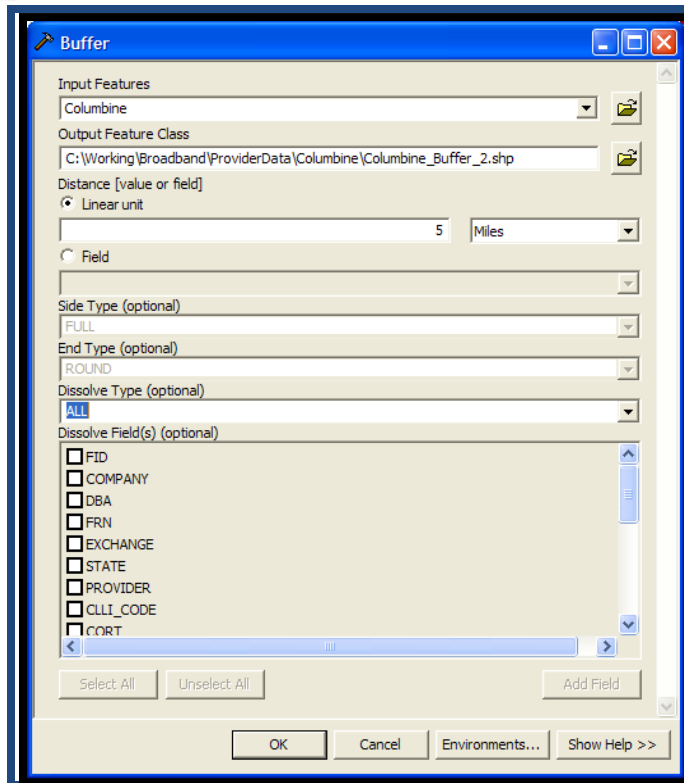 Buffer
Input Features
Columbine
Output Feature Class
C:\Working\Broadband\ProviderData\Columbine\Columbine_Buffer_2.shp
Distance [value or field]
Linear unit
5 Miles
Field
Side Type (optional)
FULL
End Type (optional)
ROUND
Dissolve Type (optional)
ALL
Dissolve Field(s) (optional)
FID
COMPANY
DBA
FRN
EXCHANGE
STATE
PROVIDER
CLLI_CODE
CORT
Select All Unselect All Add Field
OK Cancel Environments... Show Help >>